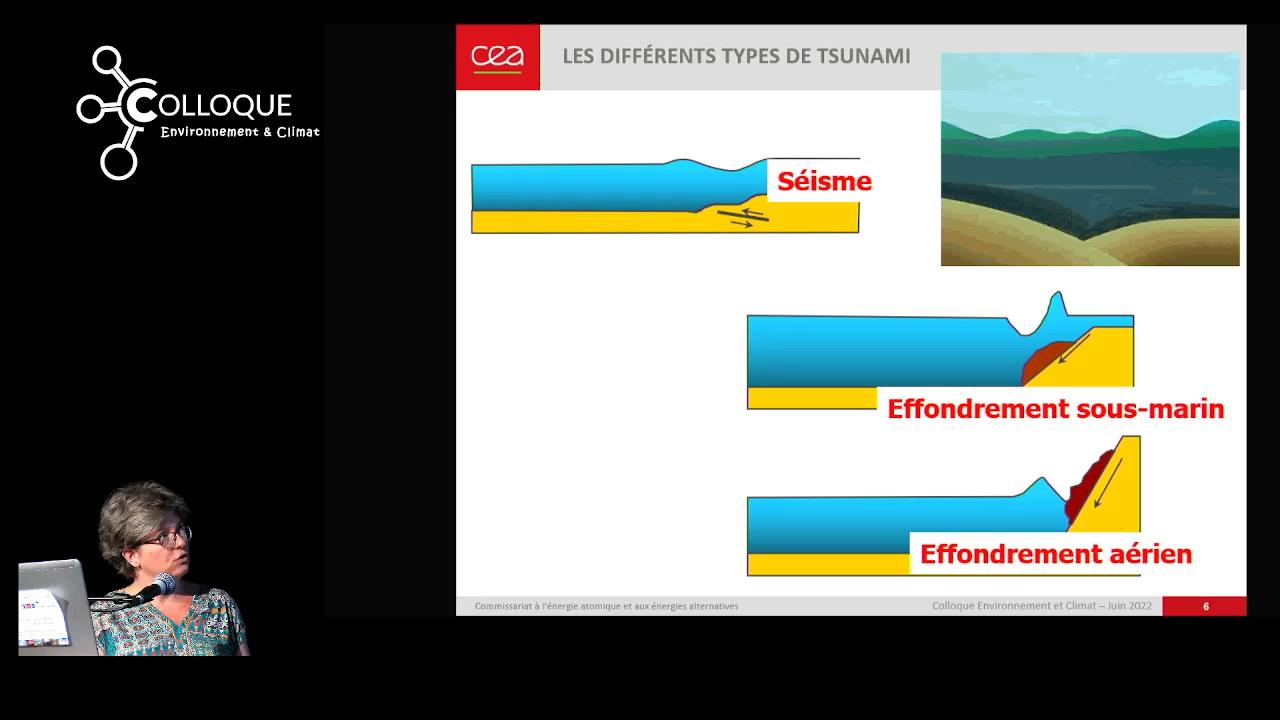 COLLOQUE
Environnement & Climat
cea
LES DIFFÉRENTS TYPES DE TSUNAMI
Séisme
Effondrement sous-marin
Effondrement aérien
Commissariat à l'énergie atomique et aux énergies alternatives
Colloque Environnement et Climat – Juin 2022
6